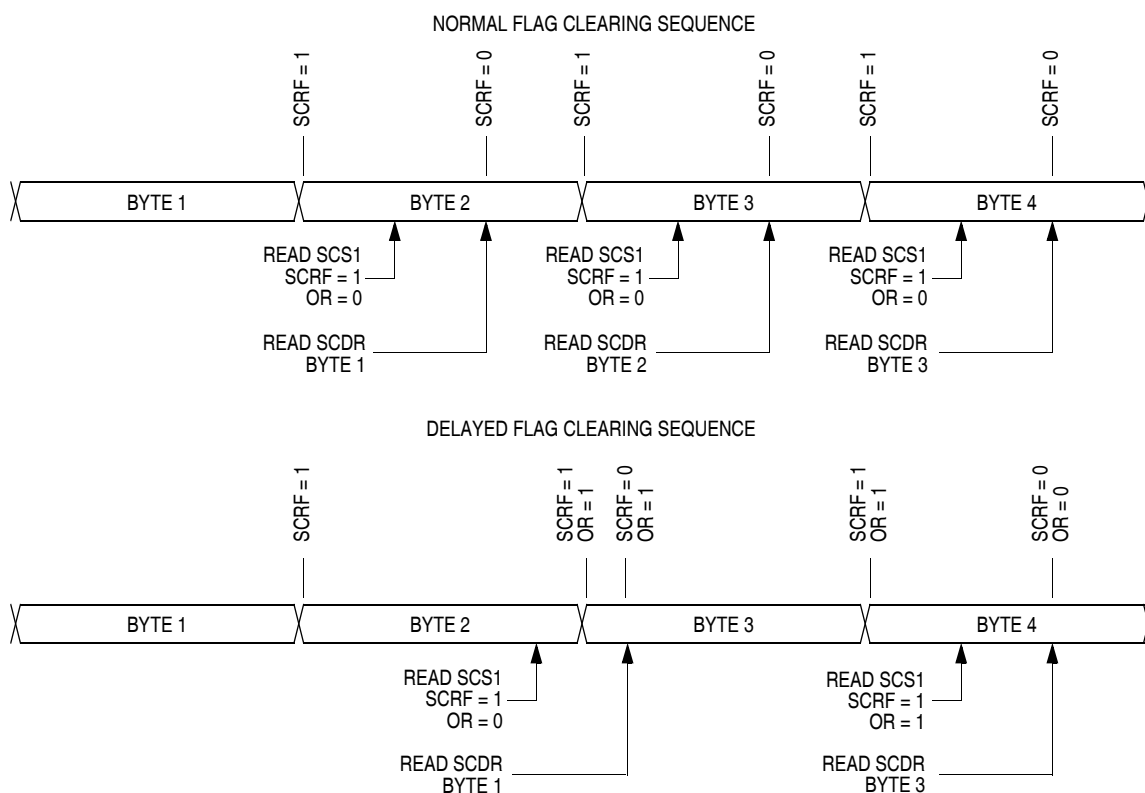 NORMAL FLAG CLEARING SEQUENCE
SCRF = 1
SCRF = 0
SCRF = 1
SCRF = 0
SCRF = 1
SCRF = 0
BYTE 1
BYTE 2
BYTE 3
BYTE 4
READ SCS1
SCRF = 1
OR = 0
READ SCS1
SCRF = 1
OR = 0
READ SCS1
SCRF = 1
OR = 0
READ SCDR
BYTE 1
READ SCDR
BYTE 2
READ SCDR
BYTE 3
DELAYED FLAG CLEARING SEQUENCE
SCRF = 1
SCRF = 1
OR = 1
SCRF = 0
OR = 1
SCRF = 1
OR = 1
SCRF = 0
OR = 0
BYTE 1
BYTE 2
BYTE 3
BYTE 4
READ SCS1
SCRF = 1
OR = 0
READ SCS1
SCRF = 1
OR = 1
READ SCDR
BYTE 1
READ SCDR
BYTE 3